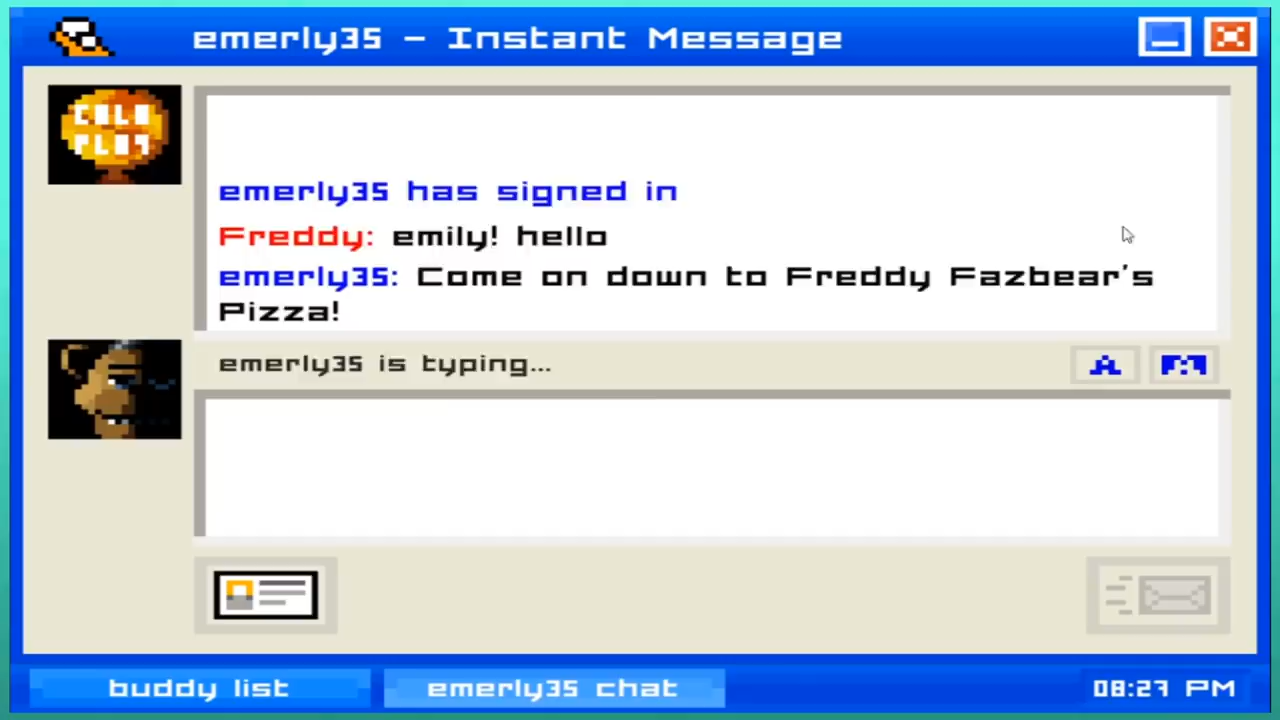 emerly35 - Instant Message
COLD
PLAY
emerly35 has signed in
Freddy: emily! hello
emerly35: Come on down to Freddy Fazbear's
Pizza!
emerly35 is typing...
A
buddy list
emerly35 chat
08:27 PM